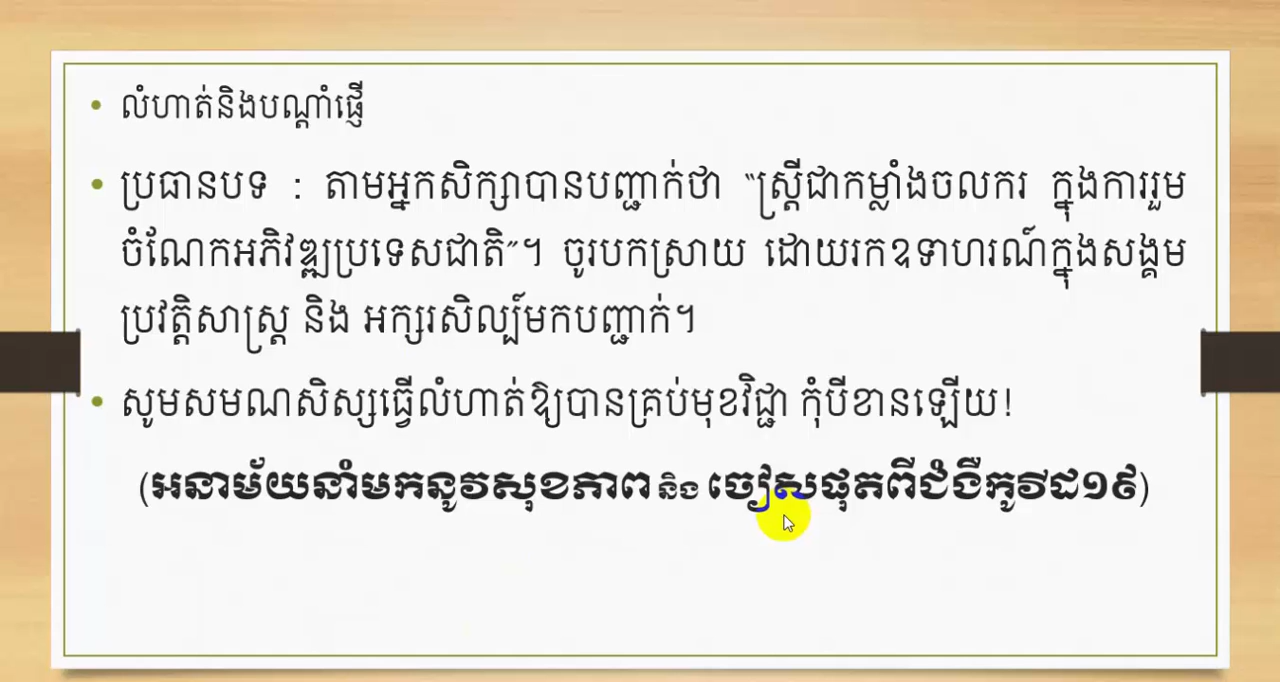 លំហាត់និងបណ្តាំផ្ញើ
ប្រធានបទ : តាមអ្នកសិក្សាបានបញ្ជាក់ថា “ស្ត្រីជាកម្លាំងចលករ ក្នុងការរួម
ចំណែកអភិវឌ្ឍប្រទេសជាតិ”។ ចូរបកស្រាយ ដោយរកឧទាហរណ៍ក្នុងសង្គម
ប្រវត្តិសាស្ត្រ និង អក្សរសិល្ប៍មកបញ្ជាក់។
សូមសមណសិស្សធ្វើលំហាត់ឱ្យបានគ្រប់មុខវិជ្ជា កុំបីខានឡើយ!
(អនាម័យនាំមកនូវសុខភាព និង ចៀសផុតពីជំងឺកូវីដ១៩)